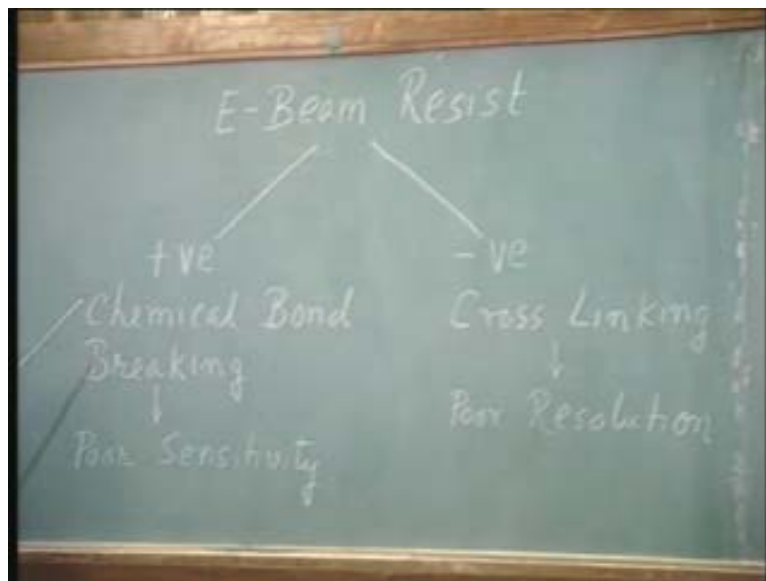 E-Beam Resist
+ve
-ve
Chemical Bond
Cross Linking
Breaking
↓
↓
Poor Resolution
Poor Sensitivity